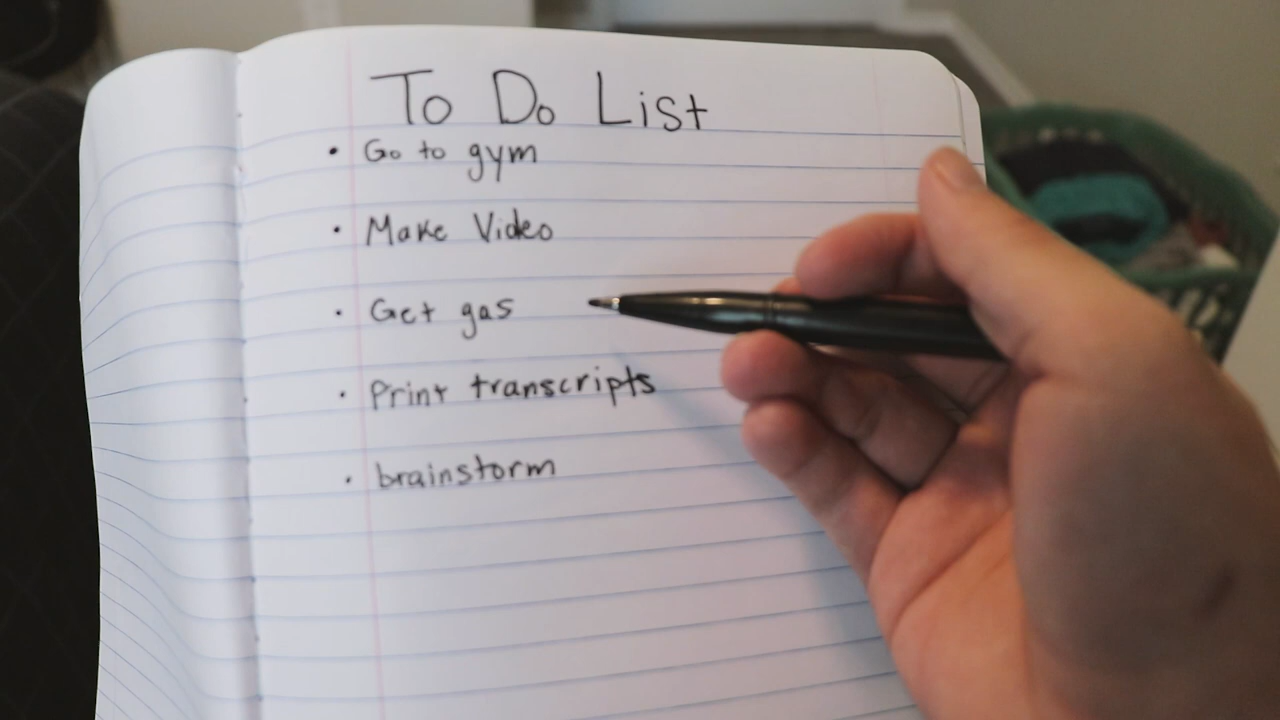 To Do List
• Go to gym
• Make Video
• Get gas
• Print transcripts
• brainstorm